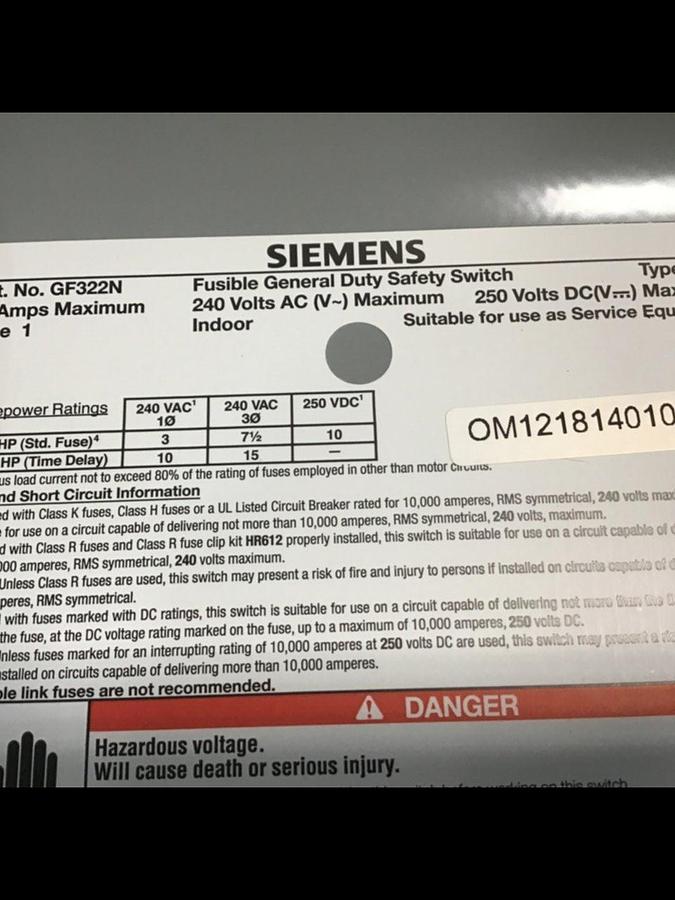 SIEMENS
t. No. GF322N Fusible General Duty Safety Switch Type
Amps Maximum 240 Volts AC (V~) Maximum 250 Volts DC(V⎓) Max
e 1 Indoor Suitable for use as Service Equ
epower Ratings 240 VAC¹ 1Ø 240 VAC 3Ø 250 VDC¹
HP (Std. Fuse)⁴ 3 7½ 10
HP (Time Delay) 10 15 —
OM121814010
us load current not to exceed 80% of the rating of fuses employed in other than motor circuits.
nd Short Circuit Information
ed with Class K fuses, Class H fuses or a UL Listed Circuit Breaker rated for 10,000 amperes, RMS symmetrical, 240 volts maxi
e for use on a circuit capable of delivering not more than 10,000 amperes, RMS symmetrical, 240 volts, maximum.
d with Class R fuses and Class R fuse clip kit HR612 properly installed, this switch is suitable for use on a circuit capable of d
000 amperes, RMS symmetrical, 240 volts maximum.
Unless Class R fuses are used, this switch may present a risk of fire and injury to persons if installed on circuits capable of d
peres, RMS symmetrical.
with fuses marked with DC ratings, this switch is suitable for use on a circuit capable of delivering not more than the
the fuse, at the DC voltage rating marked on the fuse, up to a maximum of 10,000 amperes, 250 volts DC.
nless fuses marked for an interrupting rating of 10,000 amperes at 250 volts DC are used, this switch may present a
stalled on circuits capable of delivering more than 10,000 amperes.
ble link fuses are not recommended.
DANGER
Hazardous voltage.
Will cause death or serious injury.
working on this switch